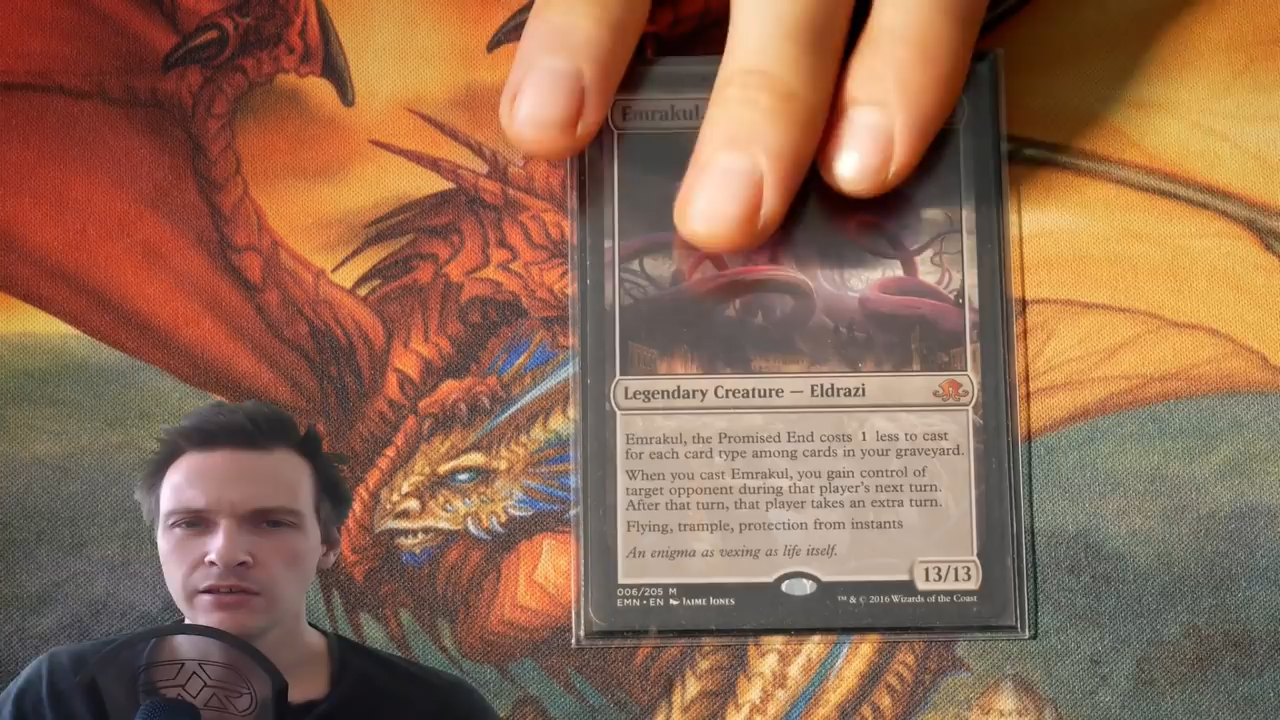 Emrakul,
Legendary Creature — Eldrazi
Emrakul, the Promised End costs 1 less to cast
for each card type among cards in your graveyard.
When you cast Emrakul, you gain control of
target opponent during that player's next turn.
After that turn, that player takes an extra turn.
Flying, trample, protection from instants
An enigma as vexing as life itself.
13/13
006/205 M
EMN • EN JAIME JONES
™ & © 2016 Wizards of the Coast